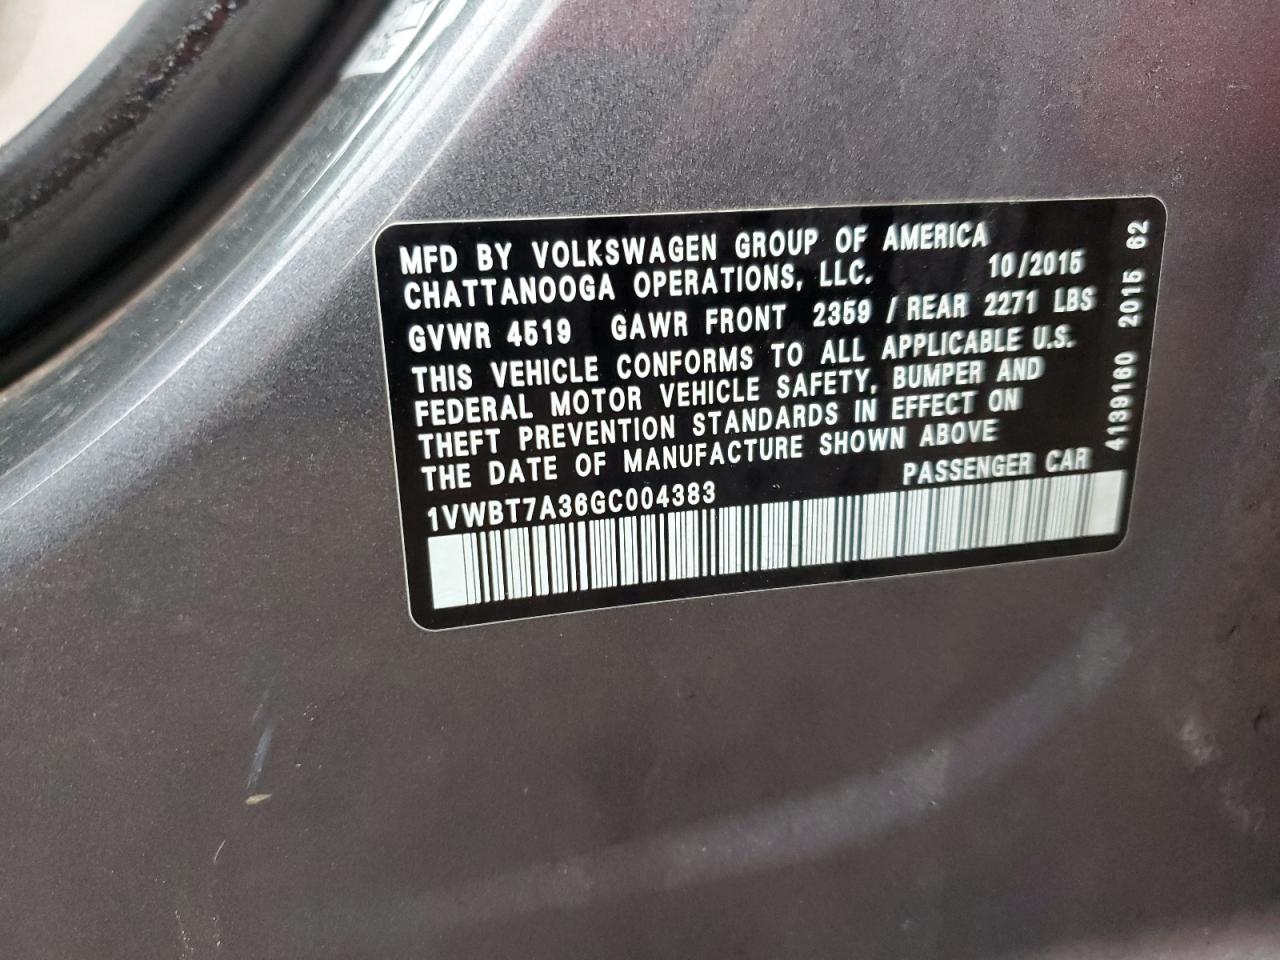 MFD BY VOLKSWAGEN GROUP OF AMERICA
CHATTANOOGA OPERATIONS, LLC. 10/2015
GVWR 4519 GAWR FRONT 2359 / REAR 2271 LBS
THIS VEHICLE CONFORMS TO ALL APPLICABLE U.S.
FEDERAL MOTOR VEHICLE SAFETY, BUMPER AND
THEFT PREVENTION STANDARDS IN EFFECT ON
THE DATE OF MANUFACTURE SHOWN ABOVE
1VWBT7A36GC004383 PASSENGER CAR
4139160 2015 62